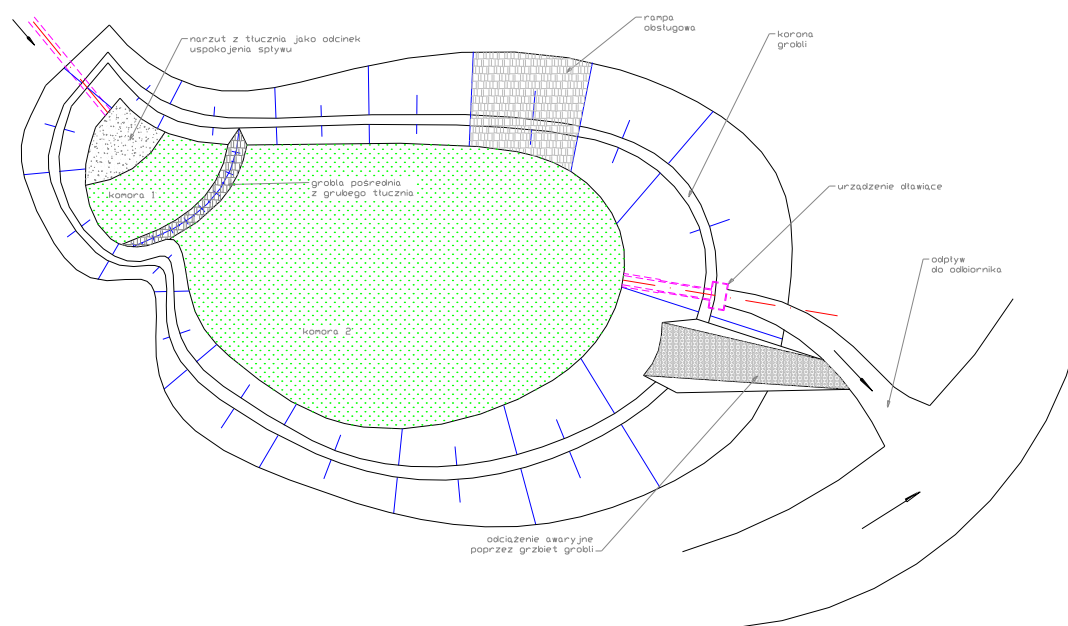 rampa
obsługowa
narzut z tłucznia jako odcinek
uspokojenia spływu
korona
grobli
grobla pośrednia
z grubego tłucznia
komora 1
urządzenie dławiące
odpływ
do odbiornika
komora 2
odciążenie awaryjne
poprzez grzbiet grobli